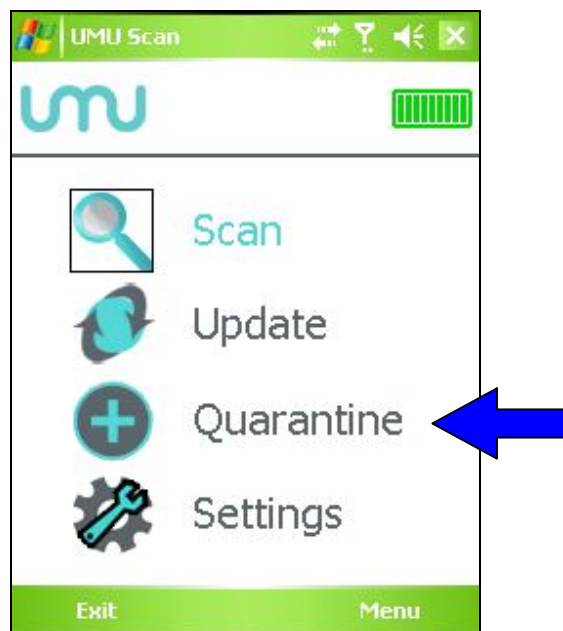 UMU Scan
umu
Scan
Update
Quarantine
Settings
Exit Menu